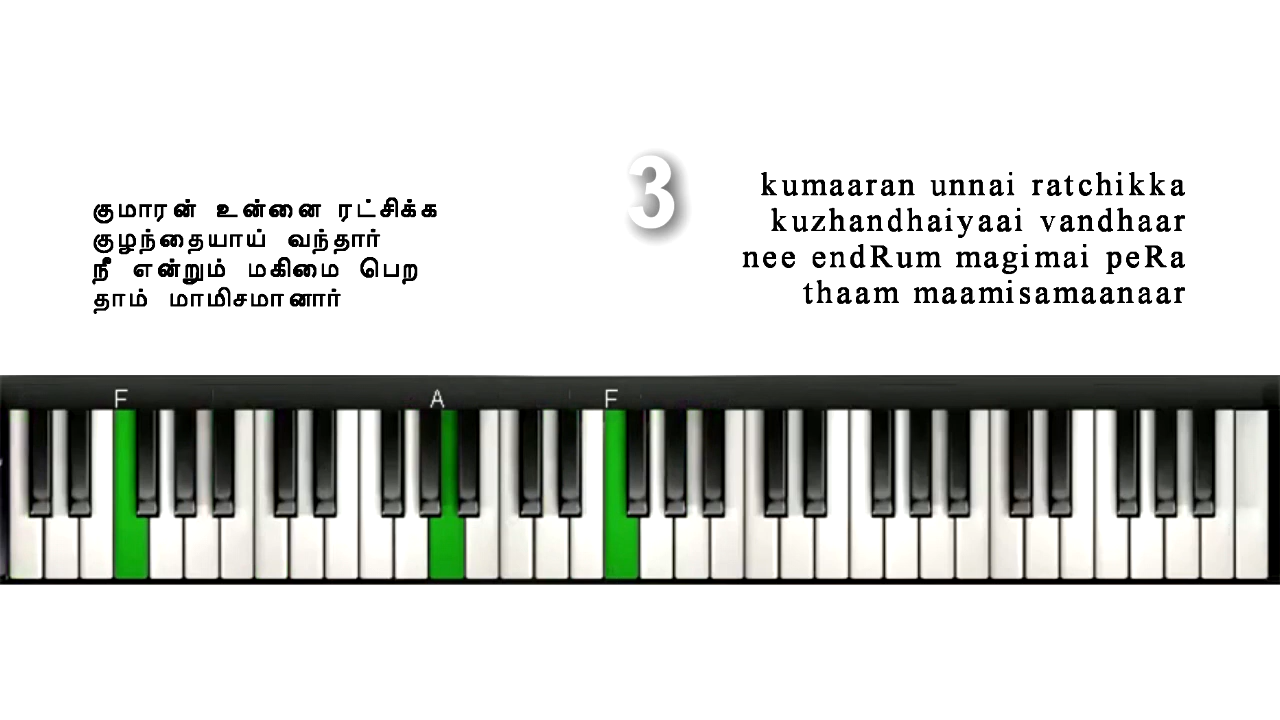 3
குமாரன் உன்னை ரட்சிக்க
குழந்தையாய் வந்தார்
நீ என்றும் மகிமை பெற
தாம் மாமிசமானார்
kumaaran unnai ratchikka
kuzhandhaiyaai vandhaar
nee endRum magimai peRa
thaam maamisamaanaar
F A F